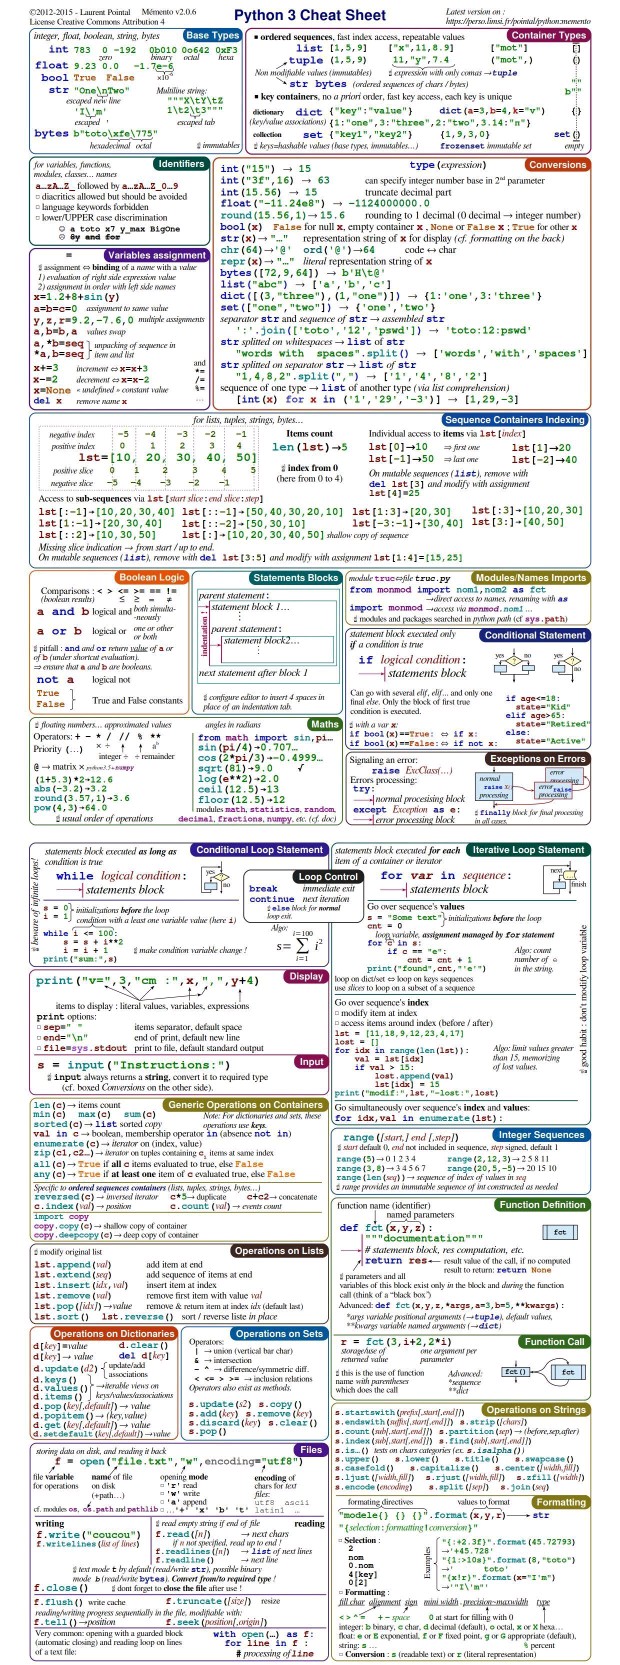 ©2012-2015 - Laurent Pointal Mémento v2.0.6
License Creative Commons Attribution 4
Python 3 Cheat Sheet
Latest version on :
https://perso.limsi.fr/pointal/python:memento
integer, float, boolean, string, bytes
Base Types
int 783 0 -192 0b010 0o642 0xF3
zero binary octal hexa
float 9.23 0.0 -1.7e-6
×10⁻⁶
bool True False
str "One\nTwo"
escaped new line
'I\'m'
escaped '
Multiline string:
"""X\tY\tZ
1\t2\t3"""
escaped tab
bytes b"toto\xfe\775"
hexadecimal octal
immutables
Container Types
■ ordered sequences, fast index access, repeatable values
list [1,5,9] ["x",11,8.9] ["mot"] []
tuple (1,5,9) 11,"y",7.4 ("mot",) ()
Non modifiable values (immutables)
expression with only comas →tuple
str bytes (ordered sequences of chars / bytes)
""
b""
■ key containers, no a priori order, fast key access, each key is unique
dictionary dict {"key":"value"} dict(a=3,b=4,k="v") {}
(key/value associations) {1:"one",3:"three",2:"two",3.14:"π"}
collection set {"key1","key2"} {1,9,3,0} set()
keys=hashable values (base types, immutables…) frozenset immutable set empty
for variables, functions,
modules, classes… names
Identifiers
a…zA…Z_ followed by a…zA…Z_0…9
□ diacritics allowed but should be avoided
□ language keywords forbidden
□ lower/UPPER case discrimination
☺ a toto x7 y_max BigOne
☹ 8y and for
= Variables assignment
assignment ⇔ binding of a name with a value
1) evaluation of right side expression value
2) assignment in order with left side names
x=1.2+8+sin(y)
a=b=c=0 assignment to same value
y,z,r=9.2,-7.6,0 multiple assignments
a,b=b,a values swap
a,*b=seq
*a,b=seq
unpacking of sequence in
item and list
x+=3 increment ⇔ x=x+3
x-=2 decrement ⇔ x=x-2
x=None « undefined » constant value
del x remove name x
and
*=
/=
%=
…
type(expression)
Conversions
int("15") → 15
int("3f",16) → 63 can specify integer number base in 2nd parameter
int(15.56) → 15 truncate decimal part
float("-11.24e8") → -1124000000.0
round(15.56,1)→ 15.6 rounding to 1 decimal (0 decimal → integer number)
bool(x) False for null x, empty container x , None or False x ; True for other x
str(x)→ "…" representation string of x for display (cf. formatting on the back)
chr(64)→'@' ord('@')→64 code ↔ char
repr(x)→ "…" literal representation string of x
bytes([72,9,64]) → b'H\t@'
list("abc") → ['a','b','c']
dict([(3,"three"),(1,"one")]) → {1:'one',3:'three'}
set(["one","two"]) → {'one','two'}
separator str and sequence of str → assembled str
':'.join(['toto','12','pswd']) → 'toto:12:pswd'
str splitted on whitespaces → list of str
"words with  spaces".split() → ['words','with','spaces']
str splitted on separator str → list of str
"1,4,8,2".split(",") → ['1','4','8','2']
sequence of one type → list of another type (via list comprehension)
[int(x) for x in ('1','29','-3')] → [1,29,-3]
for lists, tuples, strings, bytes…
Sequence Containers Indexing
negative index -5 -4 -3 -2 -1
positive index 0 1 2 3 4
lst=[10, 20, 30, 40, 50]
positive slice 0 1 2 3 4 5
negative slice -5 -4 -3 -2 -1
Items count
len(lst)→5
index from 0
(here from 0 to 4)
Individual access to items via lst[index]
lst[0]→10 ⇒ first one lst[1]→20
lst[-1]→50 ⇒ last one lst[-2]→40
On mutable sequences (list), remove with
del lst[3] and modify with assignment
lst[4]=25
Access to sub-sequences via lst[start slice:end slice:step]
lst[:-1]→[10,20,30,40] lst[::-1]→[50,40,30,20,10] lst[1:3]→[20,30] lst[:3]→[10,20,30]
lst[1:-1]→[20,30,40] lst[::-2]→[50,30,10] lst[-3:-1]→[30,40] lst[3:]→[40,50]
lst[::2]→[10,30,50] lst[:]→[10,20,30,40,50] shallow copy of sequence
Missing slice indication → from start / up to end.
On mutable sequences (list), remove with del lst[3:5] and modify with assignment lst[1:4]=[15,25]
Boolean Logic
Comparisons : < > <= >= == !=
(boolean results) ≤ ≥ = ≠
a and b logical and both simulta-
-neously
a or b logical or one or other
or both
pitfall : and and or return value of a or
of b (under shortcut evaluation).
⇒ ensure that a and b are booleans.
not a logical not
True
False
True and False constants
Statements Blocks
parent statement:
statement block 1…
⋮
parent statement:
statement block2…
⋮
next statement after block 1
indentation !
configure editor to insert 4 spaces in
place of an indentation tab.
module truc⇔file truc.py
Modules/Names Imports
from monmod import nom1,nom2 as fct
→direct access to names, renaming with as
import monmod →access via monmod.nom1 …
modules and packages searched in python path (cf sys.path)
statement block executed only
if a condition is true
Conditional Statement
if logical condition:
statements block
yes no yes no
Can go with several elif, elif... and only one
final else. Only the block of first true
condition is executed.
with a var x:
if bool(x)==True: ⇔ if x:
if bool(x)==False: ⇔ if not x:
if age<=18:
state="Kid"
elif age>65:
state="Retired"
else:
state="Active"
floating numbers… approximated values
angles in radians
Maths
Operators: + - * / // % **
Priority (…) × ÷ aᵇ
integer ÷ ÷ remainder
@ → matrix × python3.5+numpy
(1+5.3)*2→12.6
abs(-3.2)→3.2
round(3.57,1)→3.6
pow(4,3)→64.0
usual order of operations
from math import sin,pi…
sin(pi/4)→0.707…
cos(2*pi/3)→-0.4999…
sqrt(81)→9.0 √
log(e**2)→2.0
ceil(12.5)→13
floor(12.5)→12
modules math, statistics, random,
decimal, fractions, numpy, etc. (cf. doc)
Signaling an error:
raise ExcClass(…)
Exceptions on Errors
Errors processing:
try:
normal processising block
except Exception as e:
error processing block
normal
raise X()
processing
error
processing
error
processing
raise
finally block for final processing
in all cases.
statements block executed as long as
condition is true
Conditional Loop Statement
while logical condition:
statements block
yes
no
beware of infinite loops!
s = 0
i = 1
initializations before the loop
condition with a least one variable value (here i)
while i <= 100:
s = s + i**2
i = i + 1
print("sum:",s)
make condition variable change !
Loop Control
break immediate exit
continue next iteration
else block for normal
loop exit.
Algo:
s= ∑ i²
i=100
i=1
statements block executed for each
item of a container or iterator
Iterative Loop Statement
for var in sequence:
statements block
next
…
finish
Go over sequence's values
s = "Some text"
cnt = 0
initializations before the loop
loop variable, assignment managed by for statement
for c in s:
if c == "e":
cnt = cnt + 1
print("found",cnt,"'e'")
Algo: count
number of e
in the string.
loop on dict/set ⇔ loop on keys sequences
use slices to loop on a subset of a sequence
Go over sequence's index
□ modify item at index
□ access items around index (before / after)
lst = [11,18,9,12,23,4,17]
lost = []
for idx in range(len(lst)):
val = lst[idx]
if val > 15:
lost.append(val)
lst[idx] = 15
print("modif:",lst,"-lost:",lost)
Algo: limit values greater
than 15, memorizing
of lost values.
Go simultaneously over sequence's index and values:
for idx,val in enumerate(lst):
good habit : don't modify loop variable
print("v=",3,"cm :",x,",",y+4)
Display
items to display : literal values, variables, expressions
print options:
□ sep=" " items separator, default space
□ end="\n" end of print, default new line
□ file=sys.stdout print to file, default standard output
s = input("Instructions:")
Input
input always returns a string, convert it to required type
(cf. boxed Conversions on the other side).
len(c)→ items count
Generic Operations on Containers
min(c) max(c) sum(c)
sorted(c)→ list sorted copy
Note: For dictionaries and sets, these
operations use keys.
val in c → boolean, membership operator in (absence not in)
enumerate(c)→ iterator on (index, value)
zip(c1,c2…)→ iterator on tuples containing cᵢ items at same index
all(c)→ True if all c items evaluated to true, else False
any(c)→ True if at least one item of c evaluated true, else False
Specific to ordered sequences containers (lists, tuples, strings, bytes…)
reversed(c)→ inversed iterator c*5→ duplicate c+c2→ concatenate
c.index(val)→ position c.count(val)→ events count
import copy
copy.copy(c)→ shallow copy of container
copy.deepcopy(c)→ deep copy of container
range([start,] end [,step])
Integer Sequences
start default 0, end not included in sequence, step signed, default 1
range(5)→ 0 1 2 3 4 range(2,12,3)→ 2 5 8 11
range(3,8)→ 3 4 5 6 7 range(20,5,-5)→ 20 15 10
range(len(seq))→ sequence of index of values in seq
range provides an immutable sequence of int constructed as needed
modify original list
Operations on Lists
lst.append(val) add item at end
lst.extend(seq) add sequence of items at end
lst.insert(idx,val) insert item at index
lst.remove(val) remove first item with value val
lst.pop([idx])→value remove & return item at index idx (default last)
lst.sort() lst.reverse() sort / reverse liste in place
function name (identifier)
named parameters
Function Definition
def fct(x,y,z):
"""documentation"""
# statements block, res computation, etc.
return res← result value of the call, if no computed
result to return: return None
fct
parameters and all
variables of this block exist only in the block and during the function
call (think of a “black box”)
Advanced: def fct(x,y,z,*args,a=3,b=5,**kwargs):
*args variable positional arguments (→tuple), default values,
**kwargs variable named arguments (→dict)
Operations on Dictionaries
d[key]=value d.clear()
d[key]→ value del d[key]
d.update(d2) update/add
associations
d.keys()
d.values()
d.items()
→iterable views on
keys/values/associations
d.pop(key[,default])→ value
d.popitem()→ (key,value)
d.get(key[,default])→ value
d.setdefault(key[,default])→value
Operations on Sets
Operators:
| → union (vertical bar char)
& → intersection
- ^ → difference/symmetric diff.
< <= > >= → inclusion relations
Operators also exist as methods.
s.update(s2) s.copy()
s.add(key) s.remove(key)
s.discard(key) s.clear()
s.pop()
r = fct(3,i+2,2*i)
Function Call
storage/use of
returned value
one argument per
parameter
this is the use of function
name with parentheses
which does the call
Advanced:
*sequence
**dict
fct() fct
Operations on Strings
s.startswith(prefix[,start[,end]])
s.endswith(suffix[,start[,end]]) s.strip([chars])
s.count(sub[,start[,end]]) s.partition(sep)→ (before,sep,after)
s.index(sub[,start[,end]]) s.find(sub[,start[,end]])
s.is…() tests on chars categories (ex. s.isalpha())
s.upper() s.lower() s.title() s.swapcase()
s.casefold() s.capitalize() s.center([width,fill])
s.ljust([width,fill]) s.rjust([width,fill]) s.zfill([width])
s.encode(encoding) s.split([sep]) s.join(seq)
storing data on disk, and reading it back
Files
f = open("file.txt","w",encoding="utf8")
file variable
for operations
name of file
on disk
(+path…)
opening mode
□ 'r' read
□ 'w' write
□ 'a' append
□ …'+' 'x' 'b' 't'
encoding of
chars for text
files:
utf8 ascii
latin1 …
cf. modules os, os.path and pathlib
writing
f.write("coucou")
f.writelines(list of lines)
reading
read empty string if end of file
f.read([n]) → next chars
if n not specified, read up to end !
f.readlines([n]) → list of next lines
f.readline() → next line
text mode t by default (read/write str), possible binary
mode b (read/write bytes). Convert from/to required type !
f.close() dont forget to close the file after use !
f.flush() write cache f.truncate([size]) resize
reading/writing progress sequentially in the file, modifiable with:
f.tell()→position f.seek(position[,origin])
Very common: opening with a guarded block
(automatic closing) and reading loop on lines
of a text file:
with open(…) as f:
for line in f :
# processing of line
formatting directives values to format
Formatting
"modele{} {} {}".format(x,y,r) → str
"{selection:formatting!conversion}"
□ Selection :
2
nom
0.nom
4[key]
0[2]
Examples
"{:+2.3f}".format(45.72793)
→'+45.728'
"{1:>10s}".format(8,"toto")
→' toto'
"{x!r}".format(x="I'm")
→'"I\'m"'
□ Formatting :
fill char alignment sign mini width.precision~maxwidth type
< > ^ = + - space 0 at start for filling with 0
integer: b binary, c char, d decimal (default), o octal, x or X hexa…
float: e or E exponential, f or F fixed point, g or G appropriate (default),
string: s … % percent
□ Conversion : s (readable text) or r (literal representation)